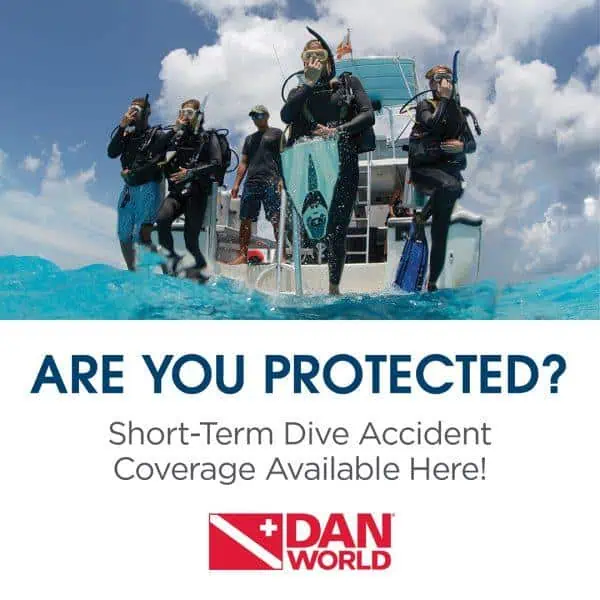 ARE YOU PROTECTED?
Short-Term Dive Accident
Coverage Available Here!
DAN
WORLD